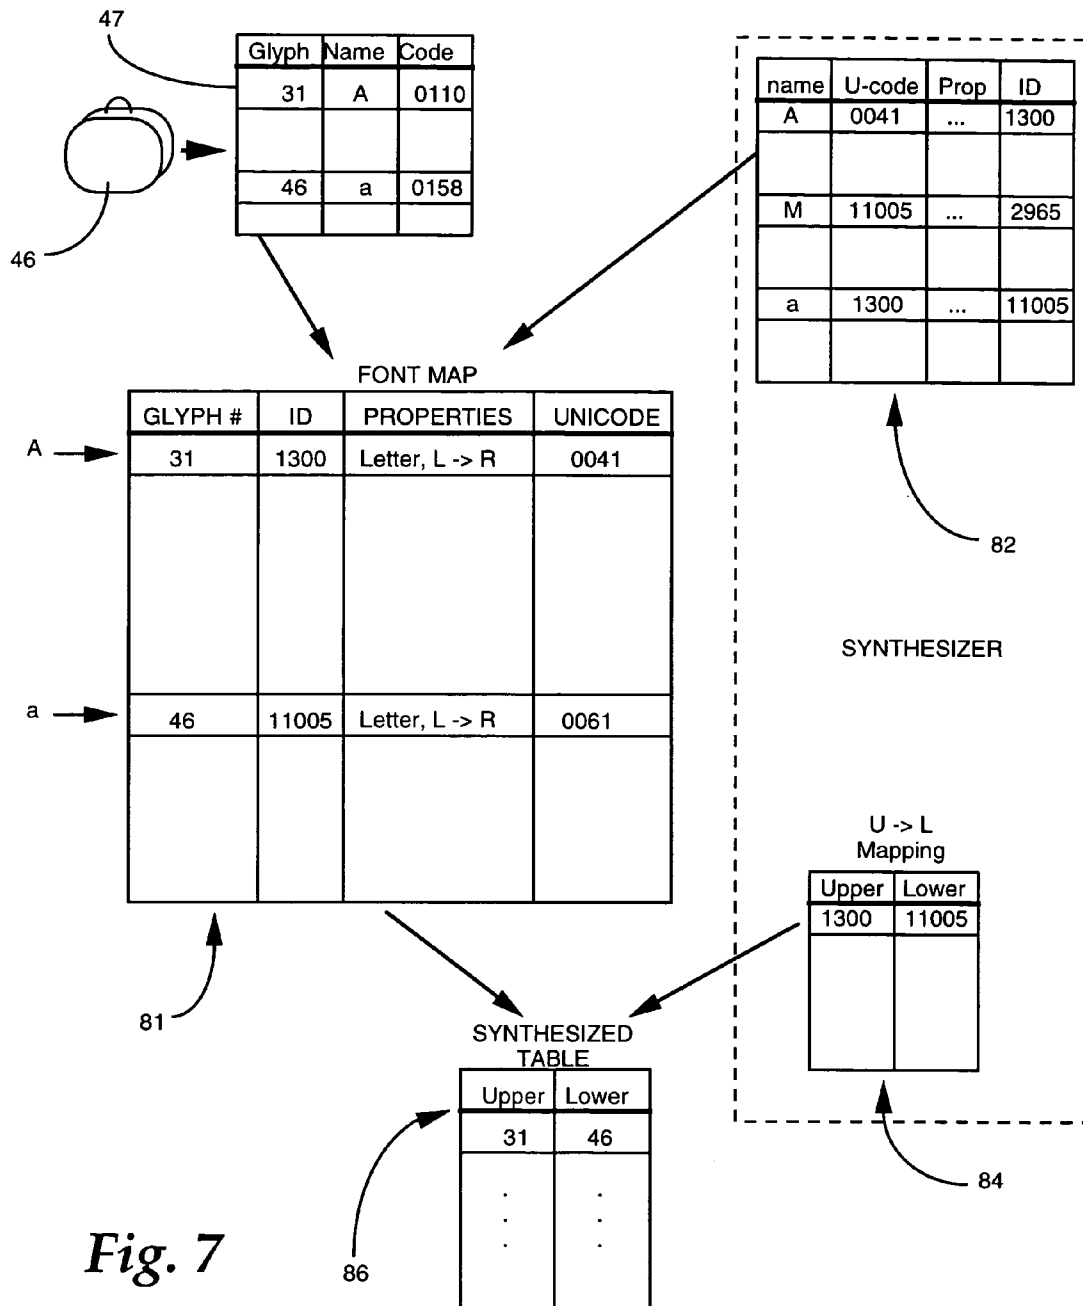 47
Glyph Name Code
31 A 0110
46 a 0158
46
name U-code Prop ID
A 0041 ... 1300
M 11005 ... 2965
a 1300 ... 11005
82
FONT MAP
GLYPH # ID PROPERTIES UNICODE
A 31 1300 Letter, L -> R 0041
a 46 11005 Letter, L -> R 0061
81
SYNTHESIZER
U -> L
Mapping
Upper Lower
1300 11005
84
SYNTHESIZED
TABLE
Upper Lower
31 46
. .
. .
. .
86
Fig. 7